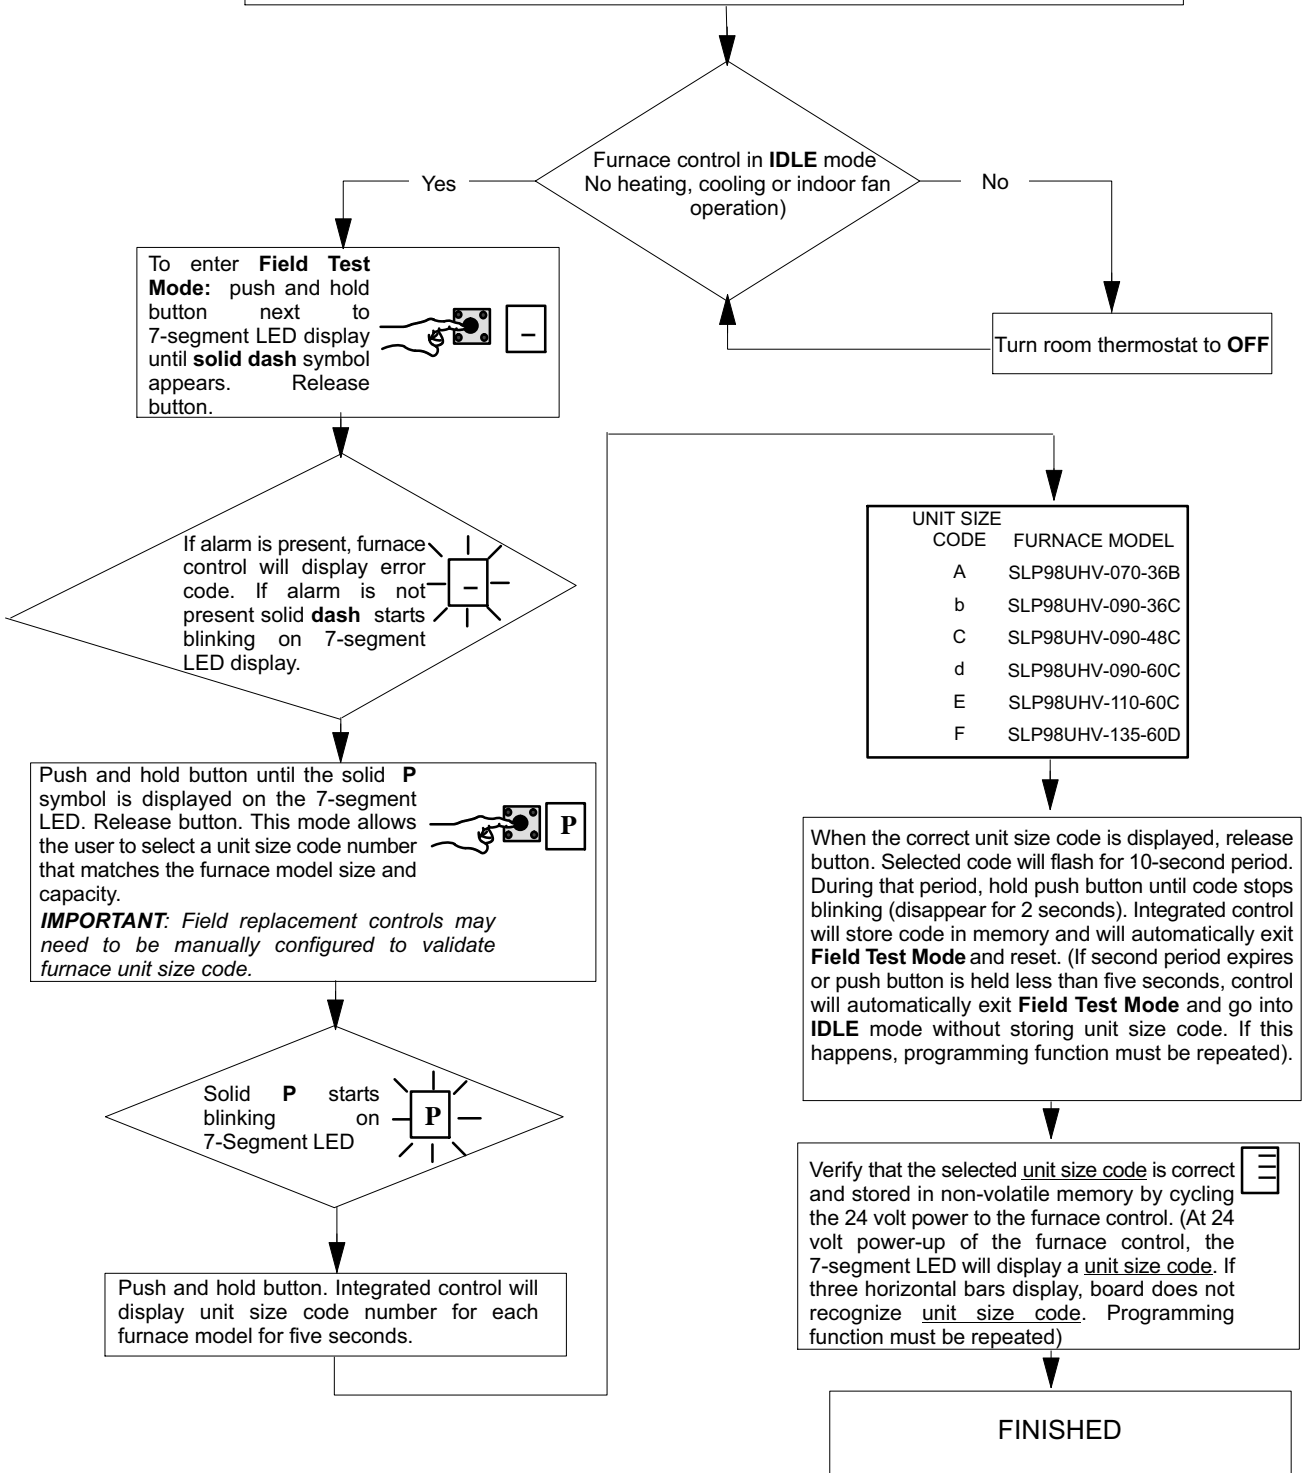 Furnace control in IDLE mode
No heating, cooling or indoor fan
operation)
Yes
No
To enter Field Test
Mode: push and hold
button next to
7-segment LED display
until solid dash symbol
appears. Release
button.
–
Turn room thermostat to OFF
If alarm is present, furnace
control will display error
code. If alarm is not
present solid dash starts
blinking on 7-segment
LED display.
–
Push and hold button until the solid P
symbol is displayed on the 7-segment
LED. Release button. This mode allows
the user to select a unit size code number
that matches the furnace model size and
capacity.
P
IMPORTANT: Field replacement controls may
need to be manually configured to validate
furnace unit size code.
Solid P starts
blinking on
7-Segment LED
P
Push and hold button. Integrated control will
display unit size code number for each
furnace model for five seconds.
UNIT SIZE
CODE FURNACE MODEL
A SLP98UHV-070-36B
b SLP98UHV-090-36C
C SLP98UHV-090-48C
d SLP98UHV-090-60C
E SLP98UHV-110-60C
F SLP98UHV-135-60D
When the correct unit size code is displayed, release
button. Selected code will flash for 10-second period.
During that period, hold push button until code stops
blinking (disappear for 2 seconds). Integrated control
will store code in memory and will automatically exit
Field Test Mode and reset. (If second period expires
or push button is held less than five seconds, control
will automatically exit Field Test Mode and go into
IDLE mode without storing unit size code. If this
happens, programming function must be repeated).
Verify that the selected unit size code is correct
and stored in non-volatile memory by cycling
the 24 volt power to the furnace control. (At 24
volt power-up of the furnace control, the
7-segment LED will display a unit size code. If
three horizontal bars display, board does not
recognize unit size code. Programming
function must be repeated)
FINISHED